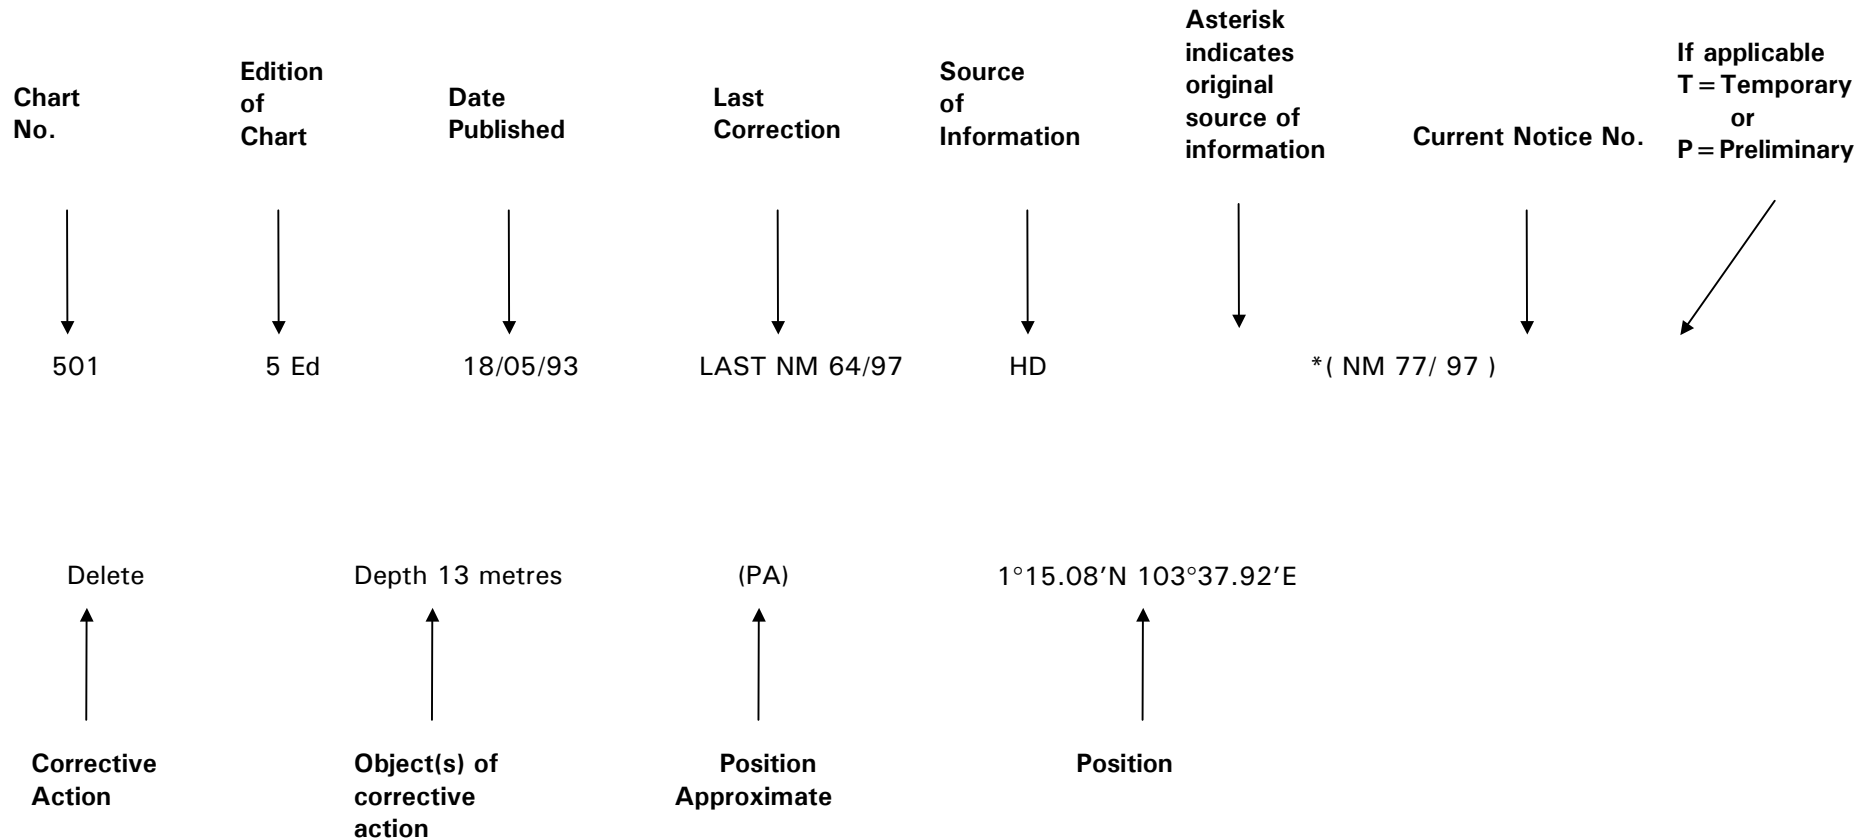 Chart
No.
Edition
of
Chart
Date
Published
Last
Correction
Source
of
Information
Asterisk
indicates
original
source of
information
Current Notice No.
If applicable
T=Temporary
or
P=Preliminary
501 5 Ed 18/05/93 LAST NM 64/97 HD *( NM 77/ 97 )
Delete Depth 13 metres (PA) 1°15.08’N 103°37.92’E
Corrective
Action
Object(s) of
corrective
action
Position
Approximate
Position